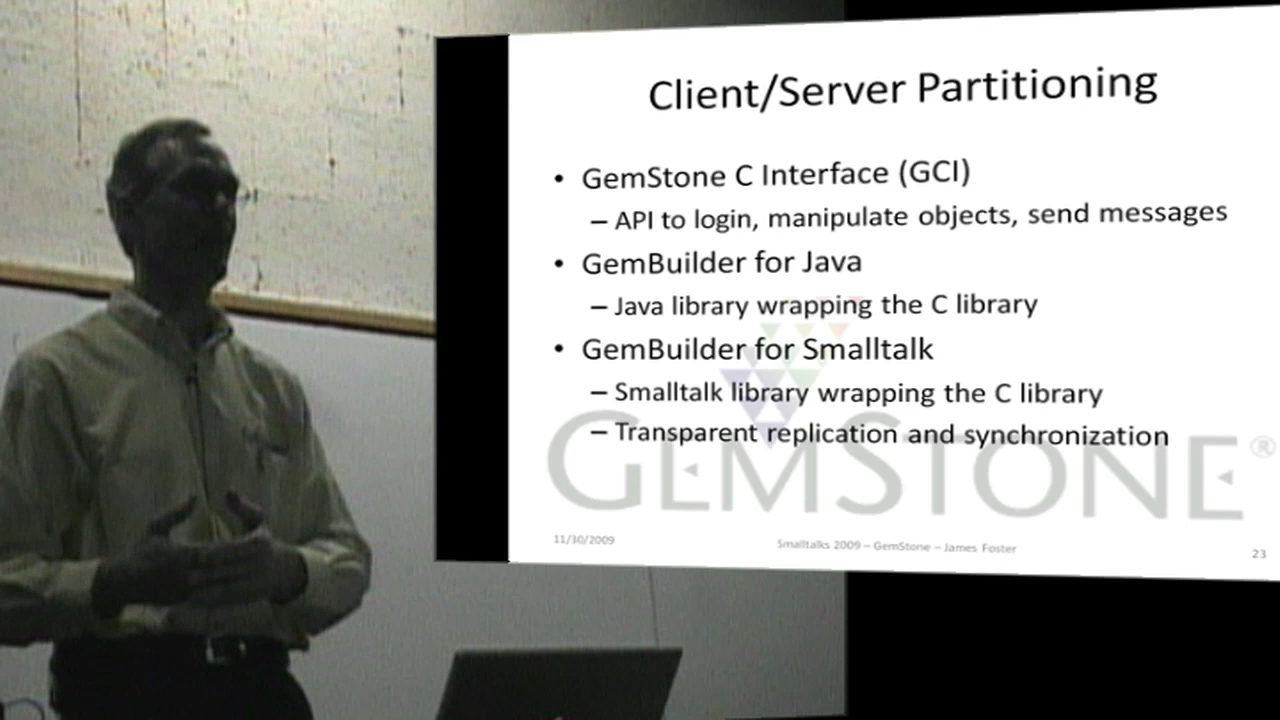 Client/Server Partitioning
• GemStone C Interface (GCI)
– API to login, manipulate objects, send messages
• GemBuilder for Java
– Java library wrapping the C library
• GemBuilder for Smalltalk
– Smalltalk library wrapping the C library
– Transparent replication and synchronization
GEMSTONE®
11/30/2009
Smalltalks 2009 – GemStone – James Foster
23